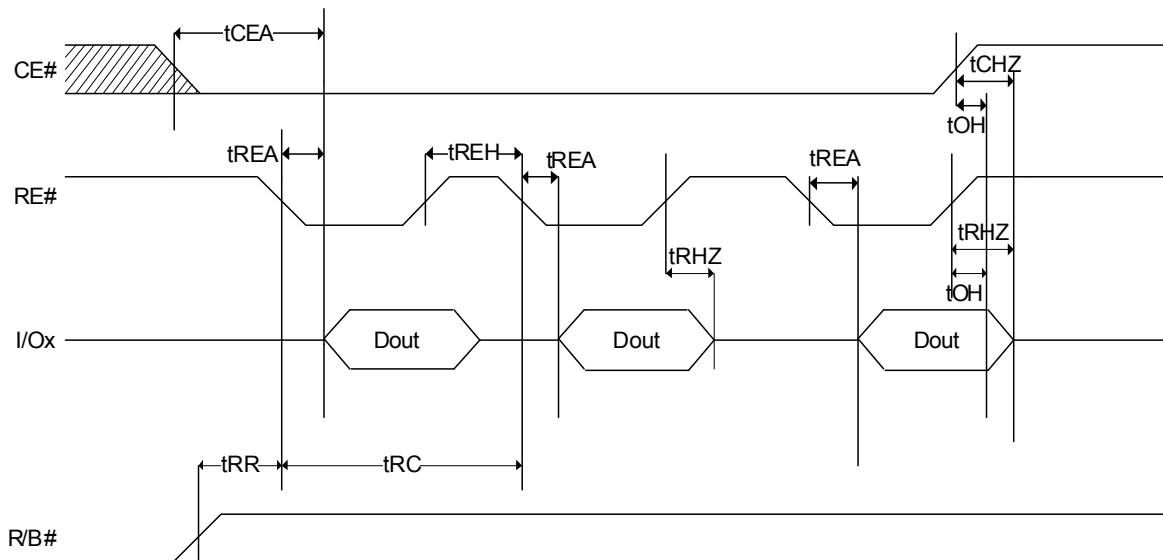 tCEA
CE#
tCHZ
tOH
tREA
tREH
tREA
tREA
RE#
tRHZ
tRHZ
tOH
I/Ox
Dout
Dout
Dout
tRR
tRC
R/B#